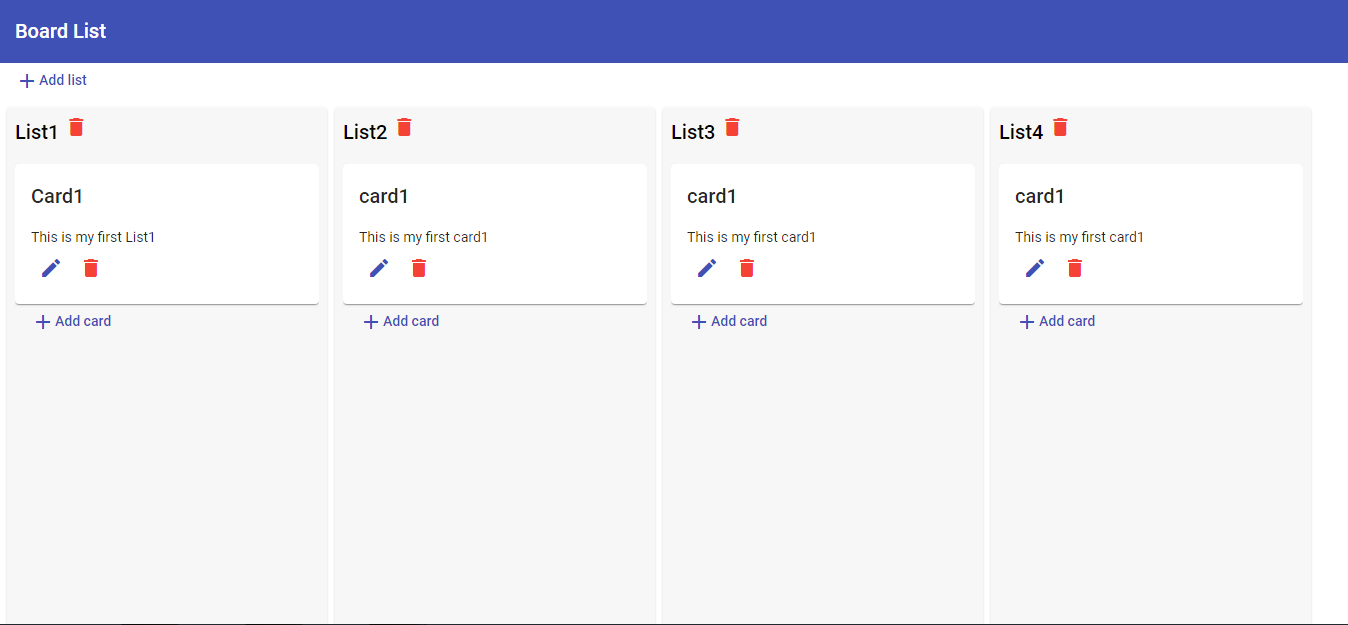 Board List
Add list
List1
Card1
This is my first List1
Add card
List2
card1
This is my first card1
Add card
List3
card1
This is my first card1
Add card
List4
card1
This is my first card1
Add card